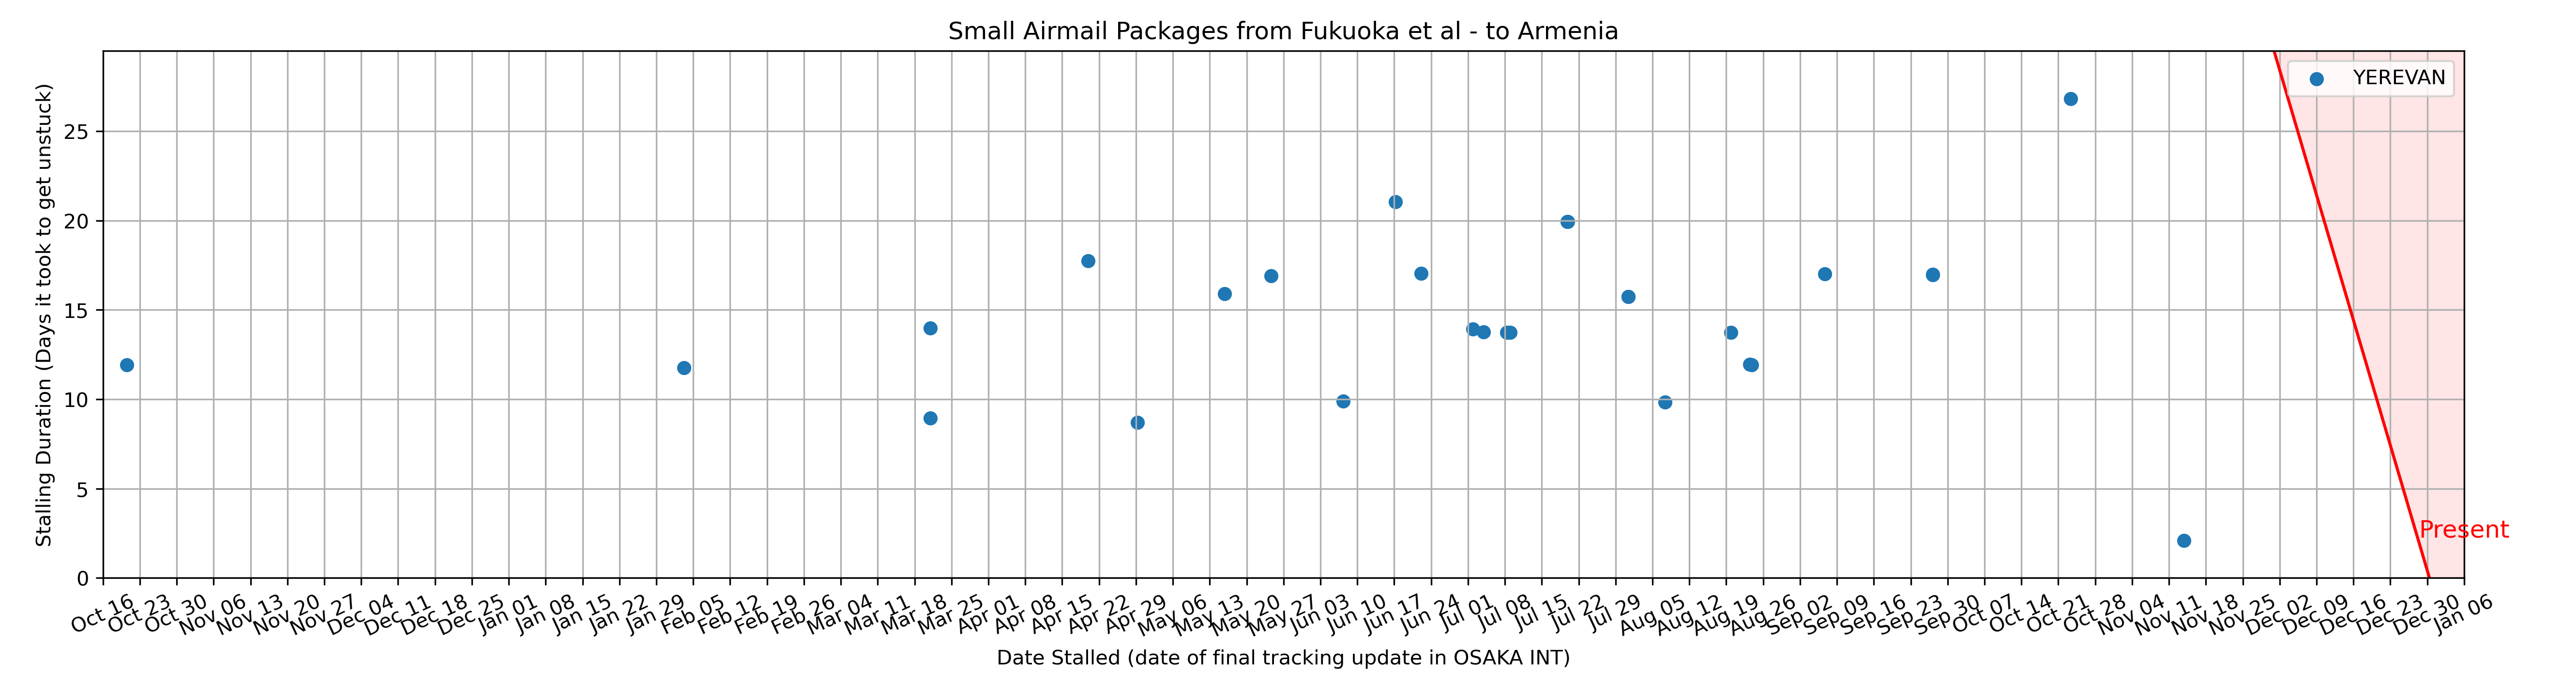 Small Airmail Packages from Fukuoka et al - to Armenia
YEREVAN
Stalling Duration (Days it took to get unstuck)
25
20
15
10
5
0
Present
Oct 16
Oct 23
Oct 30
Nov 06
Nov 13
Nov 20
Nov 27
Dec 04
Dec 11
Dec 18
Dec 25
Jan 01
Jan 08
Jan 15
Jan 22
Jan 29
Feb 05
Feb 12
Feb 19
Feb 26
Mar 04
Mar 11
Mar 18
Mar 25
Apr 01
Apr 08
Apr 15
Apr 22
Apr 29
May 06
May 13
May 20
May 27
Jun 03
Jun 10
Jun 17
Jun 24
Jul 01
Jul 08
Jul 15
Jul 22
Jul 29
Aug 05
Aug 12
Aug 19
Aug 26
Sep 02
Sep 09
Sep 16
Sep 23
Sep 30
Oct 07
Oct 14
Oct 21
Oct 28
Nov 04
Nov 11
Nov 18
Nov 25
Dec 02
Dec 09
Dec 16
Dec 23
Dec 30
Jan 06
Date Stalled (date of final tracking update in OSAKA INT)